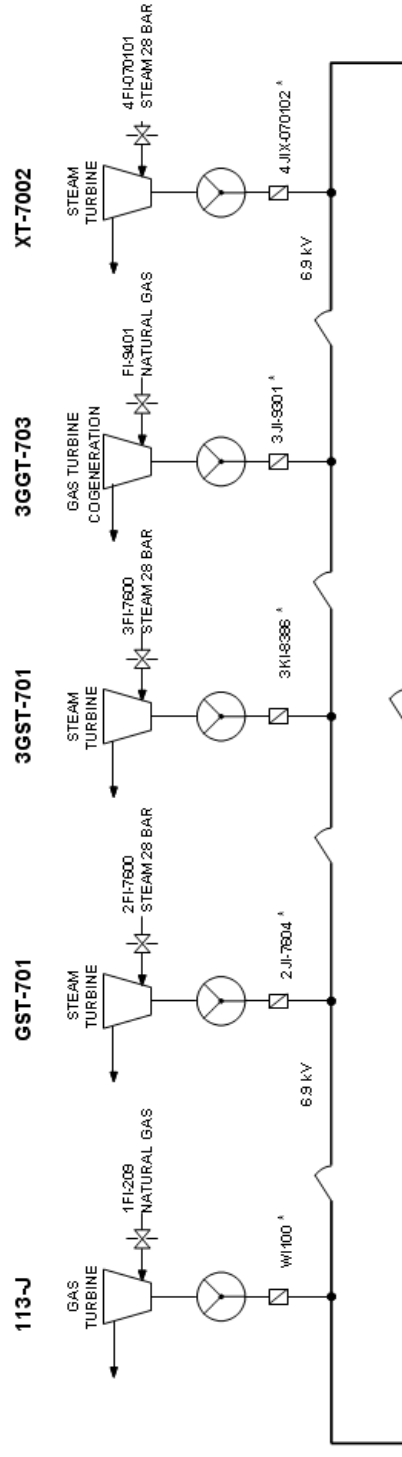 113-J
GAS
TURBINE
1FI-209
NATURAL GAS
WI100 *
GST-701
STEAM
TURBINE
2FI-7600
STEAM 28 BAR
2JI-7604 *
6.9 kV
3GST-701
STEAM
TURBINE
3FI-7600
STEAM 28 BAR
3KI-8386 *
3GGT-703
GAS TURBINE
COGENERATION
FI-9401
NATURAL GAS
3JI-9301 *
XT-7002
STEAM
TURBINE
4FI-070101
STEAM 28 BAR
4JIX-070102 *
6.9 kV